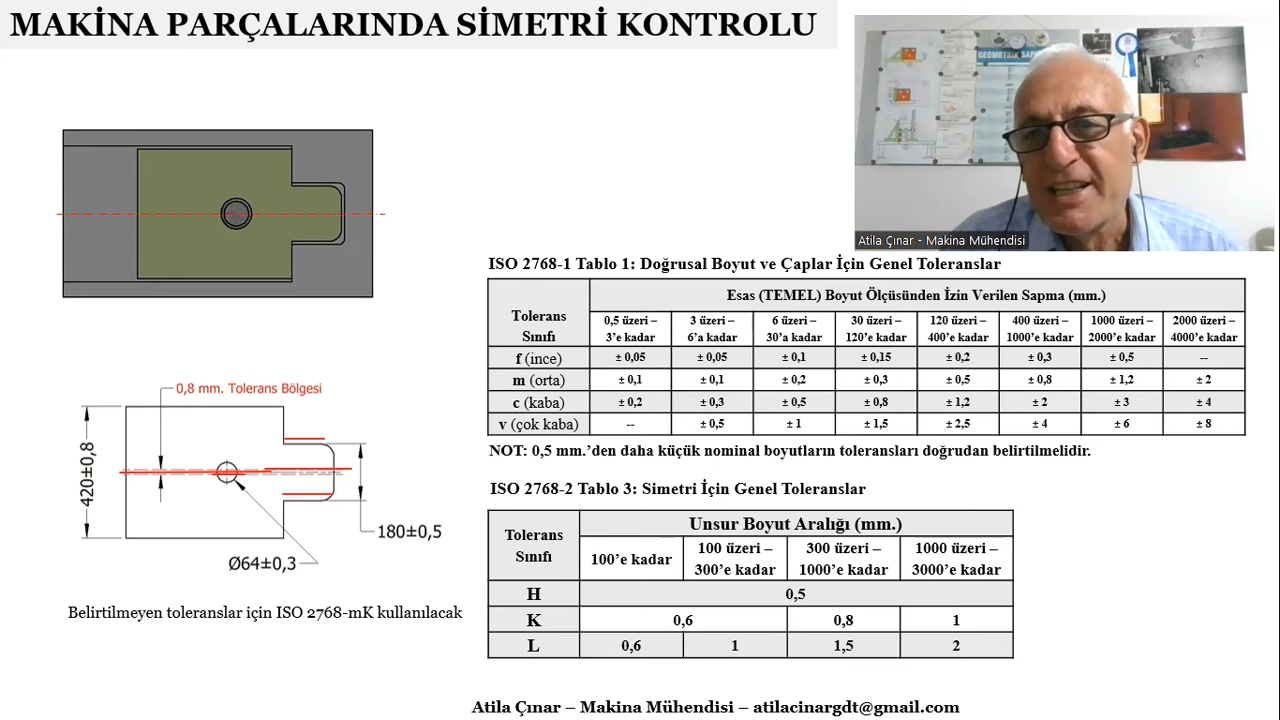 MAKİNA PARÇALARINDA SİMETRİ KONTROLU
GEOMETRİK
Atila Çınar - Makina Mühendisi
0,8 mm. Tolerans Bölgesi
420±0,8
180±0,5
Ø64±0,3
Belirtilmeyen toleranslar için ISO 2768-mK kullanılacak
ISO 2768-1 Tablo 1: Doğrusal Boyut ve Çaplar İçin Genel Toleranslar
Tolerans Sınıfı
Esas (TEMEL) Boyut Ölçüsünden İzin Verilen Sapma (mm.)
0,5 üzeri – 3'e kadar
3 üzeri – 6'a kadar
6 üzeri – 30'a kadar
30 üzeri – 120'e kadar
120 üzeri – 400'e kadar
400 üzeri – 1000'e kadar
1000 üzeri – 2000'e kadar
2000 üzeri – 4000'e kadar
f (ince) ± 0,05 ± 0,05 ± 0,1 ± 0,15 ± 0,2 ± 0,3 ± 0,5 --
m (orta) ± 0,1 ± 0,1 ± 0,2 ± 0,3 ± 0,5 ± 0,8 ± 1,2 ± 2
c (kaba) ± 0,2 ± 0,3 ± 0,5 ± 0,8 ± 1,2 ± 2 ± 3 ± 4
v (çok kaba) -- ± 0,5 ± 1 ± 1,5 ± 2,5 ± 4 ± 6 ± 8
NOT: 0,5 mm.'den daha küçük nominal boyutların toleransları doğrudan belirtilmelidir.
ISO 2768-2 Tablo 3: Simetri İçin Genel Toleranslar
Tolerans Sınıfı
Unsur Boyut Aralığı (mm.)
100'e kadar
100 üzeri – 300'e kadar
300 üzeri – 1000'e kadar
1000 üzeri – 3000'e kadar
H 0,5
K 0,6 0,8 1
L 0,6 1 1,5 2
Atila Çınar – Makina Mühendisi – atilacinargdt@gmail.com